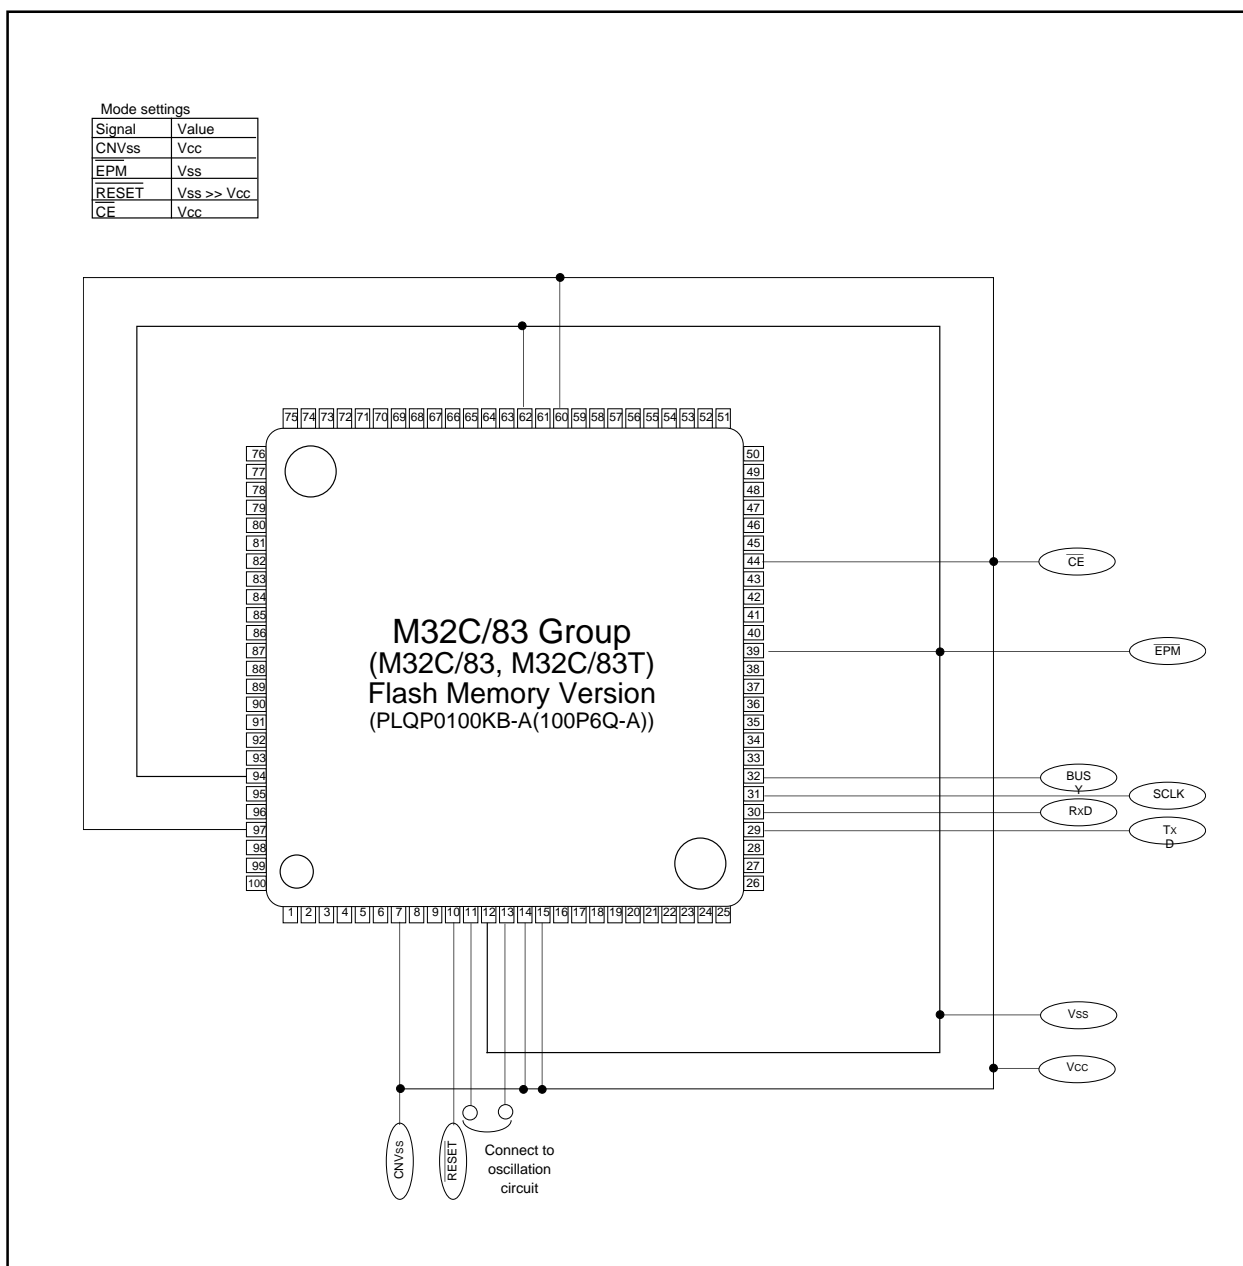 Mode settings
Signal Value
CNVss Vcc
EPM Vss
RESET Vss >> Vcc
CE Vcc
75 74 73 72 71 70 69 68 67 66 65 64 63 62 61 60 59 58 57 56 55 54 53 52 51
76 50
77 49
78 48
79 47
80 46
81 45
82 44 CE
83 43
84 42
85 41
86 40
87 39 EPM
88 38
89 37
90 36
91 35
92 34
93 33
94 32
95 31
96 30
97 29
98 28
99 27
100 26
M32C/83 Group
(M32C/83, M32C/83T)
Flash Memory Version
(PLQP0100KB-A(100P6Q-A))
BUS
Y
SCLK
RxD
Tx
D
1 2 3 4 5 6 7 8 9 10 11 12 13 14 15 16 17 18 19 20 21 22 23 24 25
Vss
Vcc
CNVss
RESET
Connect to
oscillation
circuit